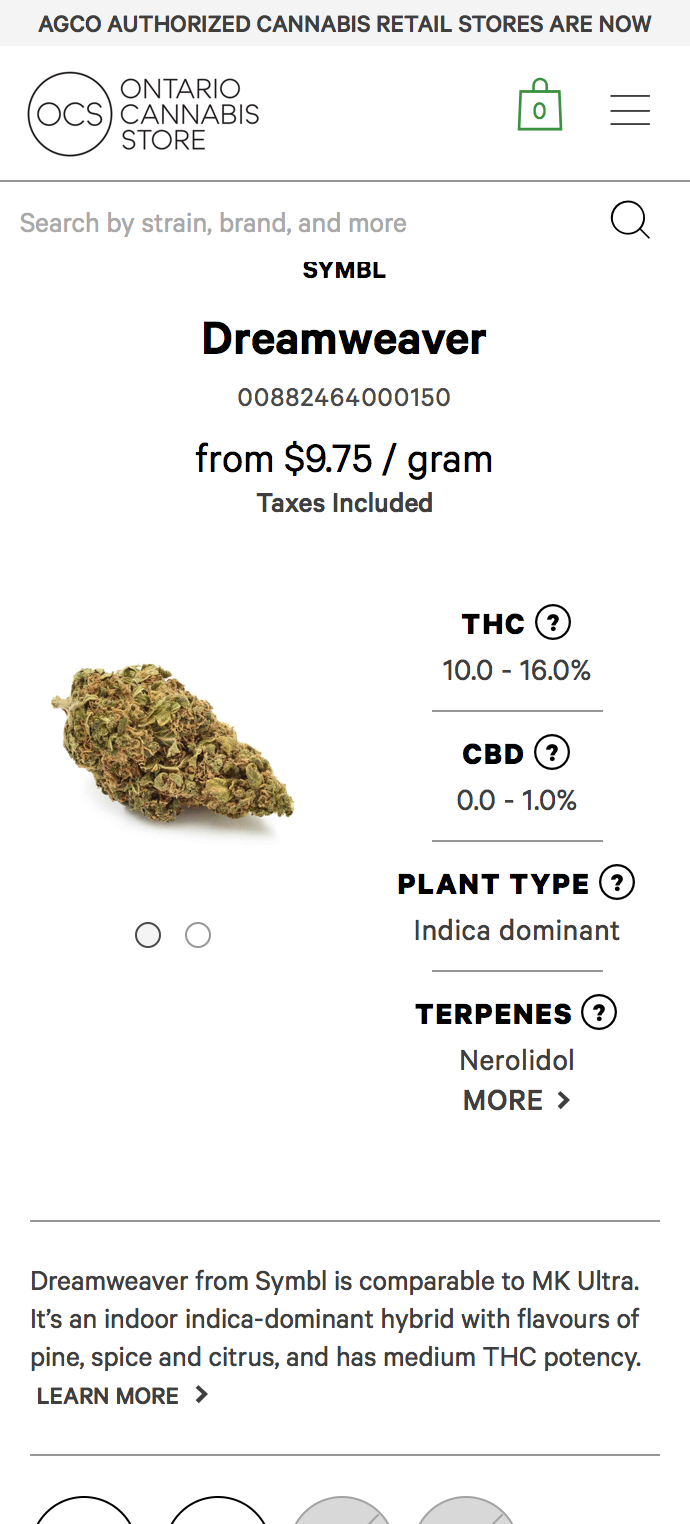 AGCO AUTHORIZED CANNABIS RETAIL STORES ARE NOW
OCS
ONTARIO
CANNABIS
STORE
0
Search by strain, brand, and more
SYMBL
Dreamweaver
00882464000150
from $9.75 / gram
Taxes Included
THC ?
10.0 - 16.0%
CBD ?
0.0 - 1.0%
PLANT TYPE ?
Indica dominant
TERPENES ?
Nerolidol
MORE >
Dreamweaver from Symbl is comparable to MK Ultra.
It’s an indoor indica-dominant hybrid with flavours of
pine, spice and citrus, and has medium THC potency.
LEARN MORE >